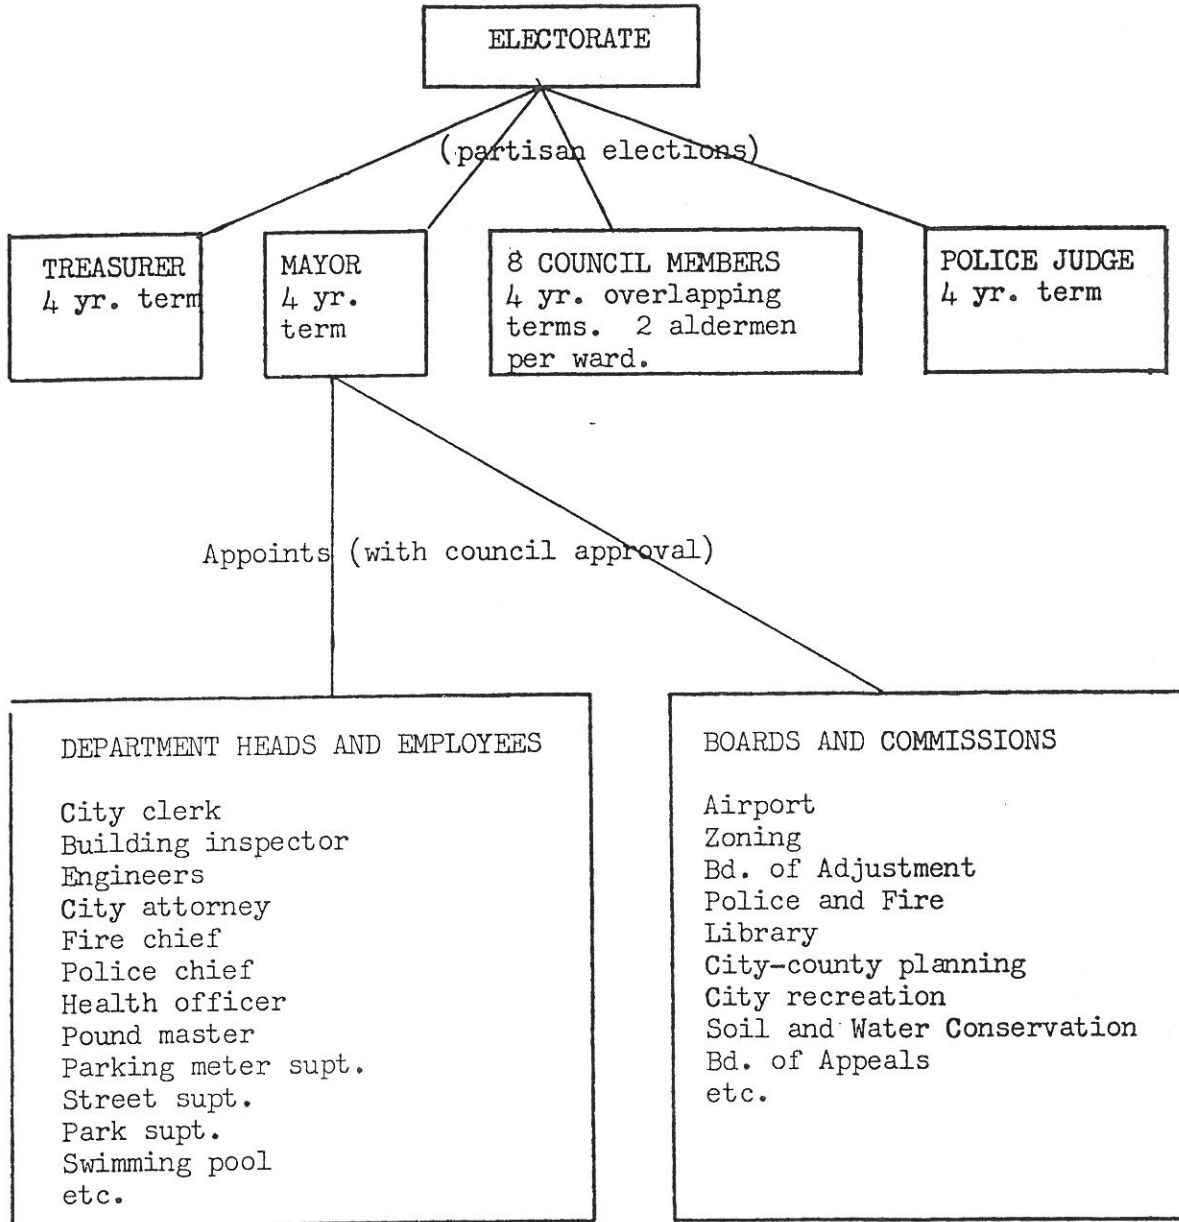 ELECTORATE
(partisan elections)
TREASURER
4 yr. term
MAYOR
4 yr.
term
8 COUNCIL MEMBERS
4 yr. overlapping
terms. 2 aldermen
per ward.
POLICE JUDGE
4 yr. term
Appoints (with council approval)
DEPARTMENT HEADS AND EMPLOYEES
City clerk
Building inspector
Engineers
City attorney
Fire chief
Police chief
Health officer
Pound master
Parking meter supt.
Street supt.
Park supt.
Swimming pool
etc.
BOARDS AND COMMISSIONS
Airport
Zoning
Bd. of Adjustment
Police and Fire
Library
City-county planning
City recreation
Soil and Water Conservation
Bd. of Appeals
etc.